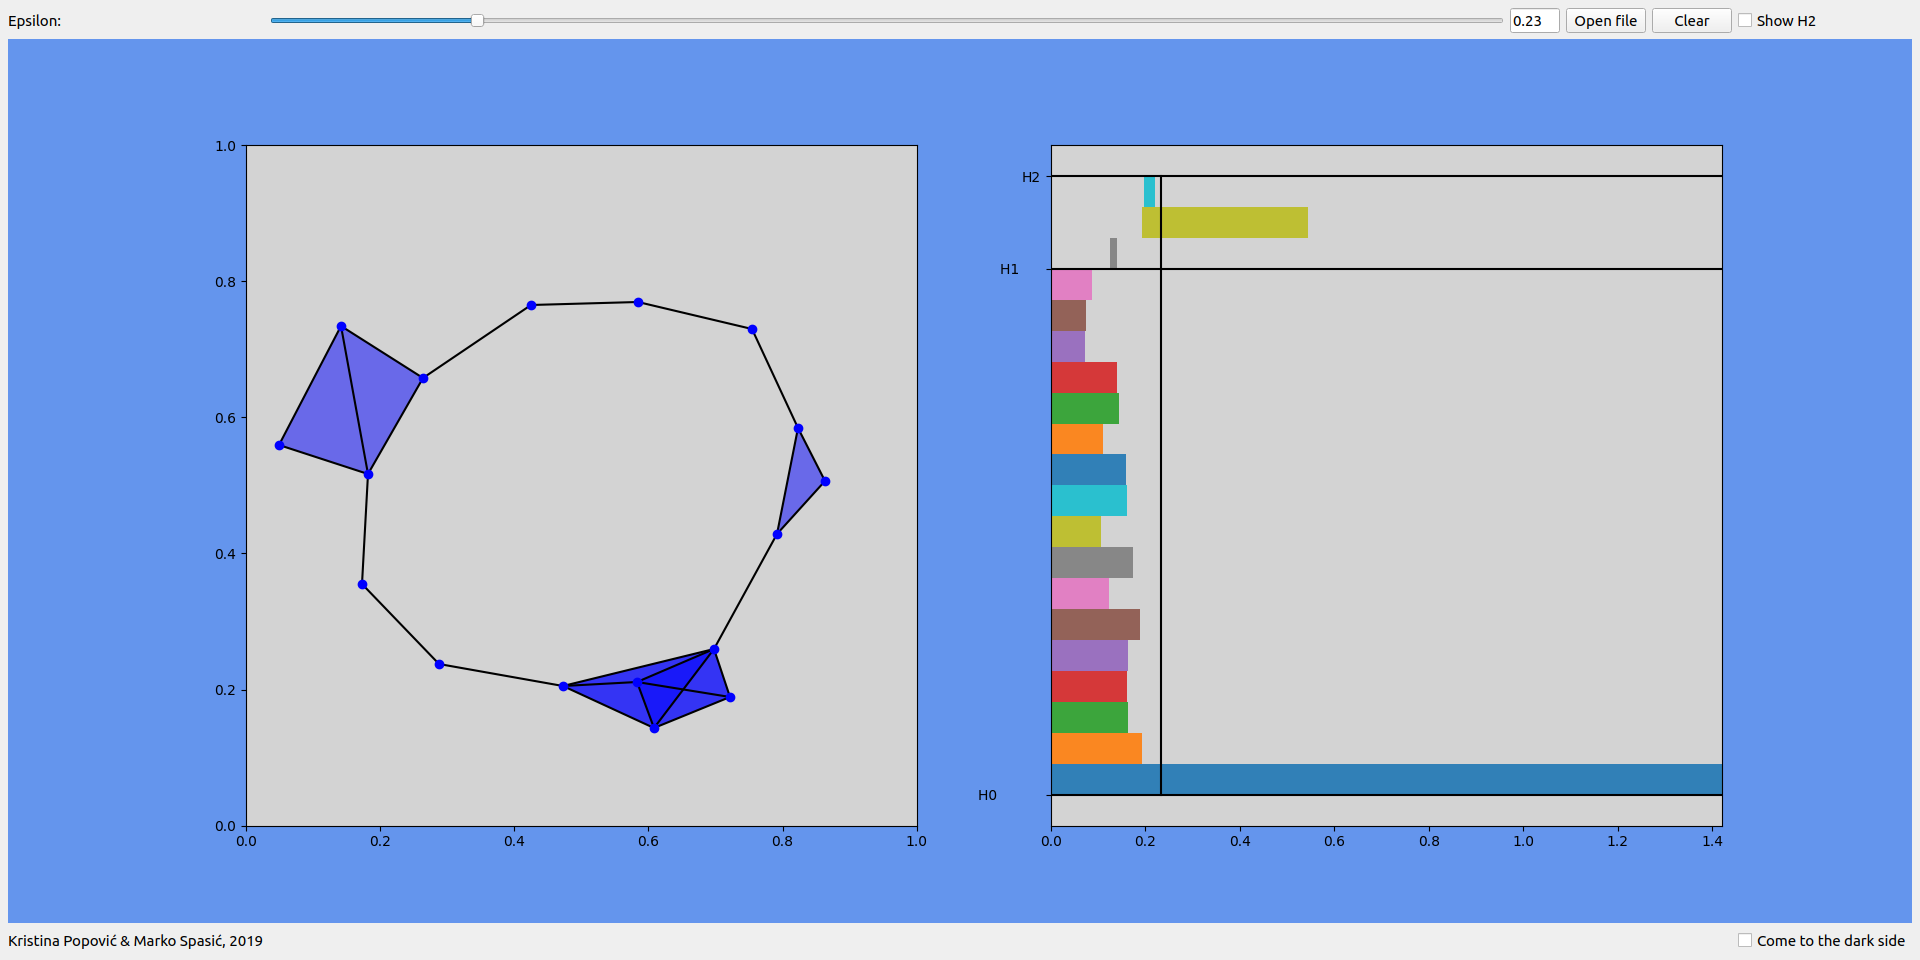 Epsilon: 0.23 Open file Clear Show H2
1.0
0.8
0.6
0.4
0.2
0.0
0.0 0.2 0.4 0.6 0.8 1.0
H2
H1
H0
0.0 0.2 0.4 0.6 0.8 1.0 1.2 1.4
Kristina Popović & Marko Spasić, 2019
Come to the dark side